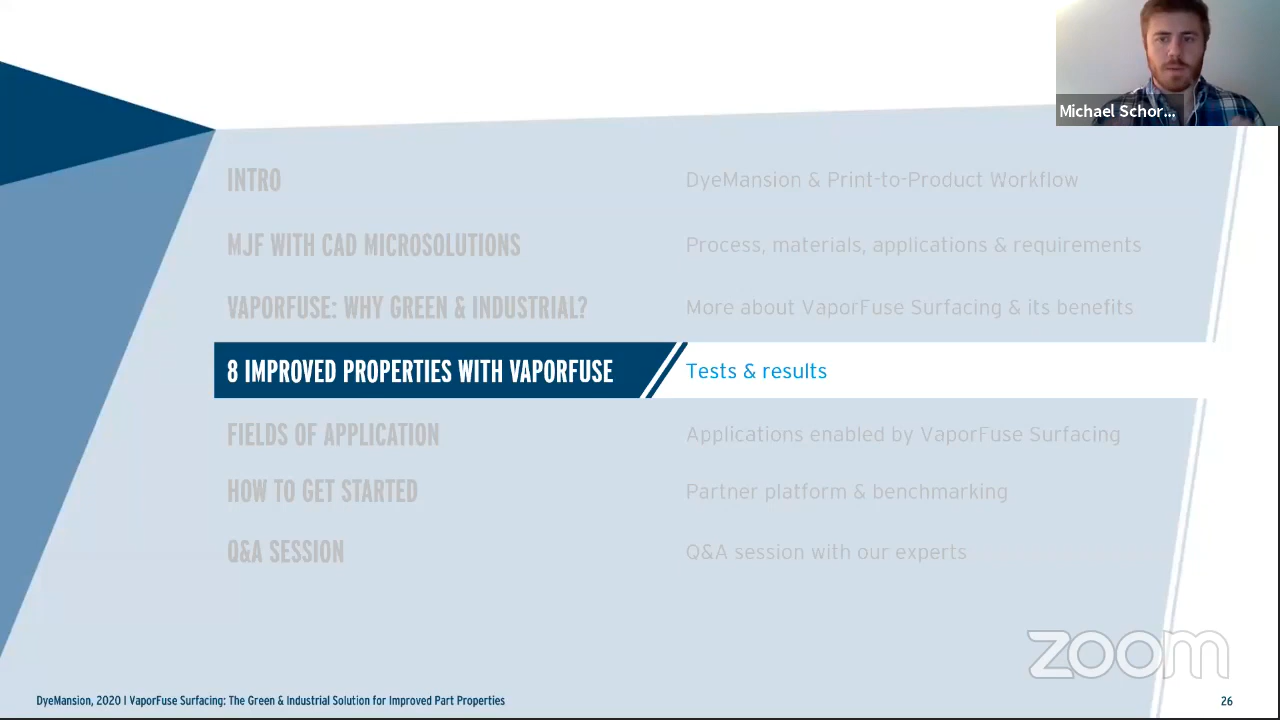 Michael Schor...
INTRO
DyeMansion & Print-to-Product Workflow
MJF WITH CAD MICROSOLUTIONS
Process, materials, applications & requirements
VAPORFUSE: WHY GREEN & INDUSTRIAL?
More about VaporFuse Surfacing & its benefits
8 IMPROVED PROPERTIES WITH VAPORFUSE
Tests & results
FIELDS OF APPLICATION
Applications enabled by VaporFuse Surfacing
HOW TO GET STARTED
Partner platform & benchmarking
Q&A SESSION
Q&A session with our experts
zoom
DyeMansion, 2020 I VaporFuse Surfacing: The Green & Industrial Solution for Improved Part Properties
26